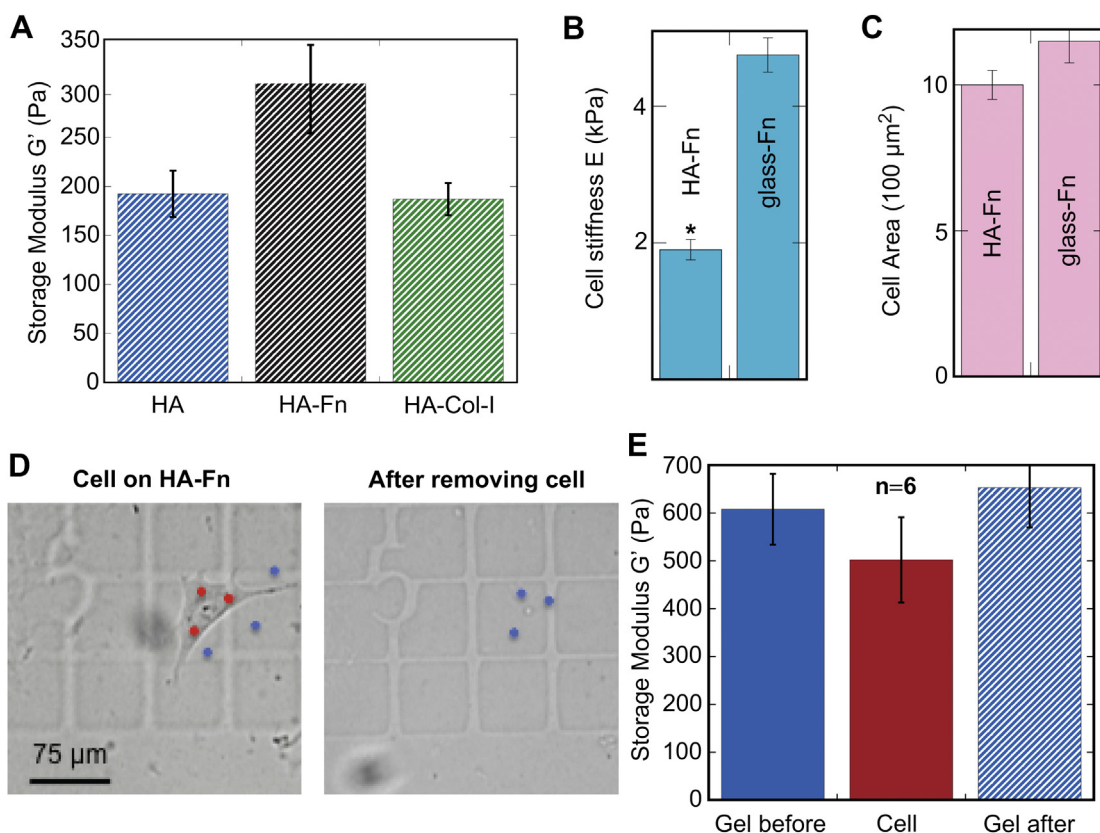 A
Storage Modulus G’ (Pa)
350
300
250
200
150
100
50
0
HA
HA-Fn
HA-Col-I
B
Cell stiffness E (kPa)
4
2
HA-Fn
*
glass-Fn
C
Cell Area (100 µm²)
10
5
0
HA-Fn
glass-Fn
D
Cell on HA-Fn
After removing cell
75 µm
E
Storage Modulus G’ (Pa)
700
600
500
400
300
200
100
0
n=6
Gel before
Cell
Gel after